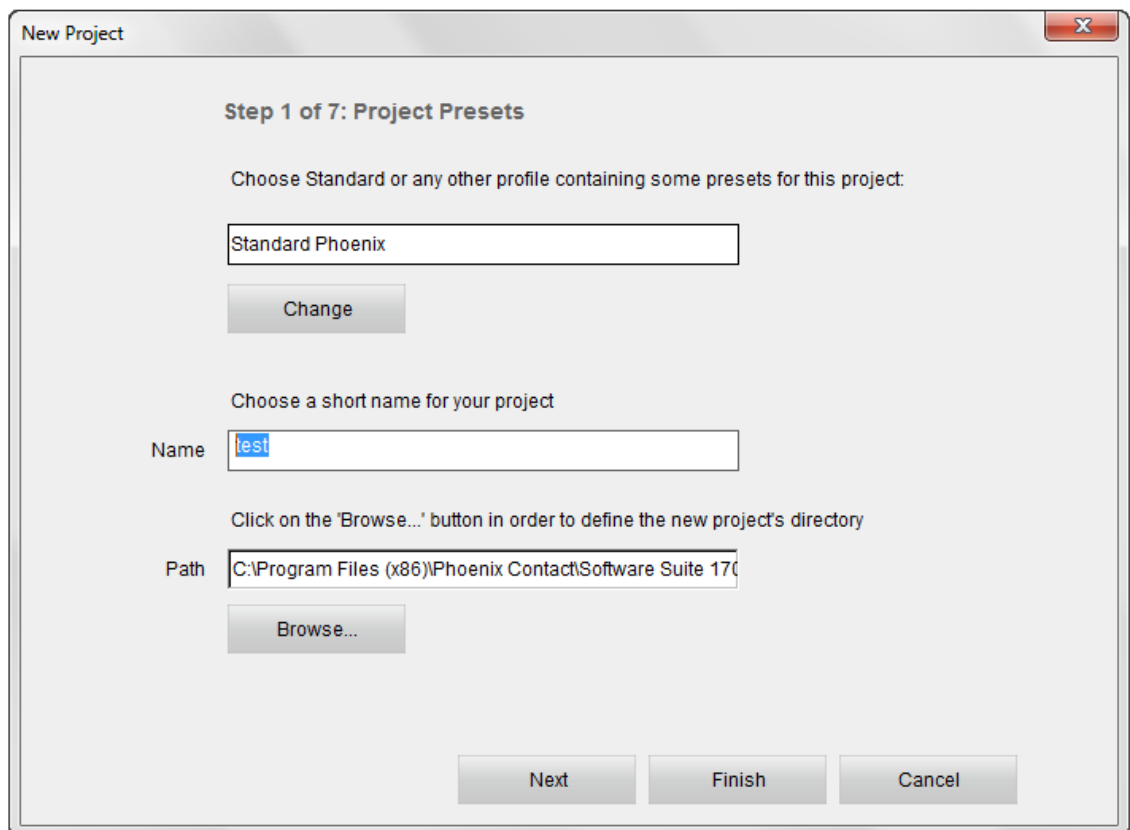 New Project
Step 1 of 7: Project Presets
Choose Standard or any other profile containing some presets for this project:
Standard Phoenix
Change
Choose a short name for your project
Name test
Click on the 'Browse...' button in order to define the new project's directory
Path C:\Program Files (x86)\Phoenix Contact\Software Suite 170
Browse...
Next Finish Cancel